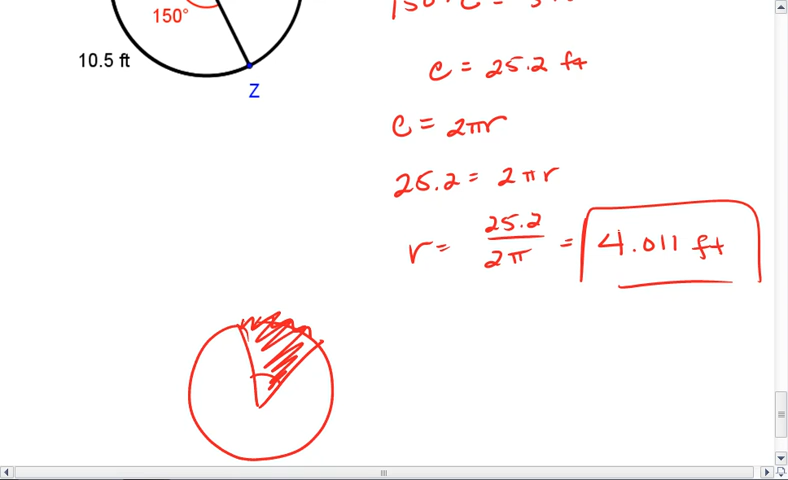 150°
10.5 ft
Z
C = 25.2 ft
C = 2πr
25.2 = 2πr
r = 25.2 / 2π = 4.011 ft